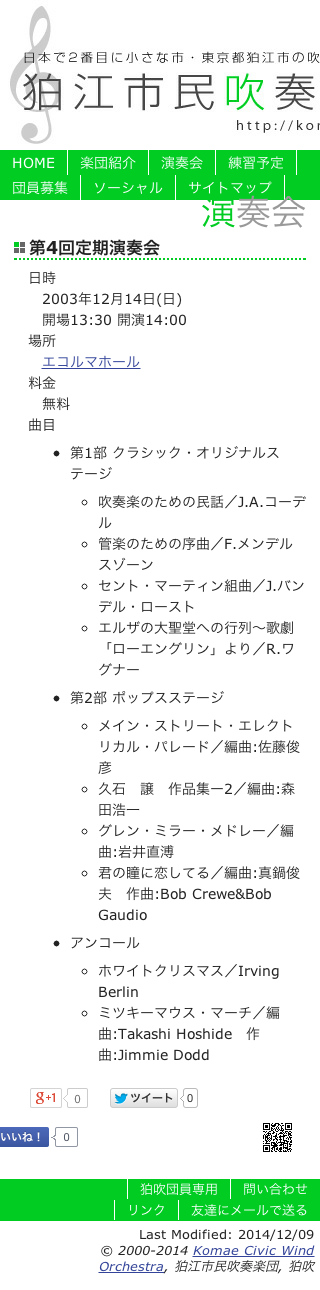 日本で２番目に小さな市・東京都狛江市の吹
狛江市民吹奏
http://kor
HOME 楽団紹介 演奏会 練習予定
団員募集 ソーシャル サイトマップ
演奏会
第4回定期演奏会
日時
2003年12月14日(日)
開場13:30 開演14:00
場所
エコルマホール
料金
無料
曲目
第1部 クラシック・オリジナルス
テージ
吹奏楽のための民話／J.A.コーデ
ル
管楽のための序曲／F.メンデル
スゾーン
セント・マーティン組曲／J.バン
デル・ロースト
エルザの大聖堂への行列～歌劇
「ローエングリン」より／R.ワ
グナー
第2部 ポップスステージ
メイン・ストリート・エレクト
リカル・パレード／編曲:佐藤俊
彦
久石　譲　作品集ー2／編曲:森
田浩一
グレン・ミラー・メドレー／編
曲:岩井直溥
君の瞳に恋してる／編曲:真鍋俊
夫　作曲:Bob Crewe&Bob
Gaudio
アンコール
ホワイトクリスマス／Irving
Berlin
ミツキーマウス・マーチ／編
曲:Takashi Hoshide　作
曲:Jimmie Dodd
g+1 0 ツイート 0
いいね！ 0
狛吹団員専用 問い合わせ
リンク 友達にメールで送る
Last Modified: 2014/12/09
© 2000-2014 Komae Civic Wind
Orchestra, 狛江市民吹奏楽団, 狛吹